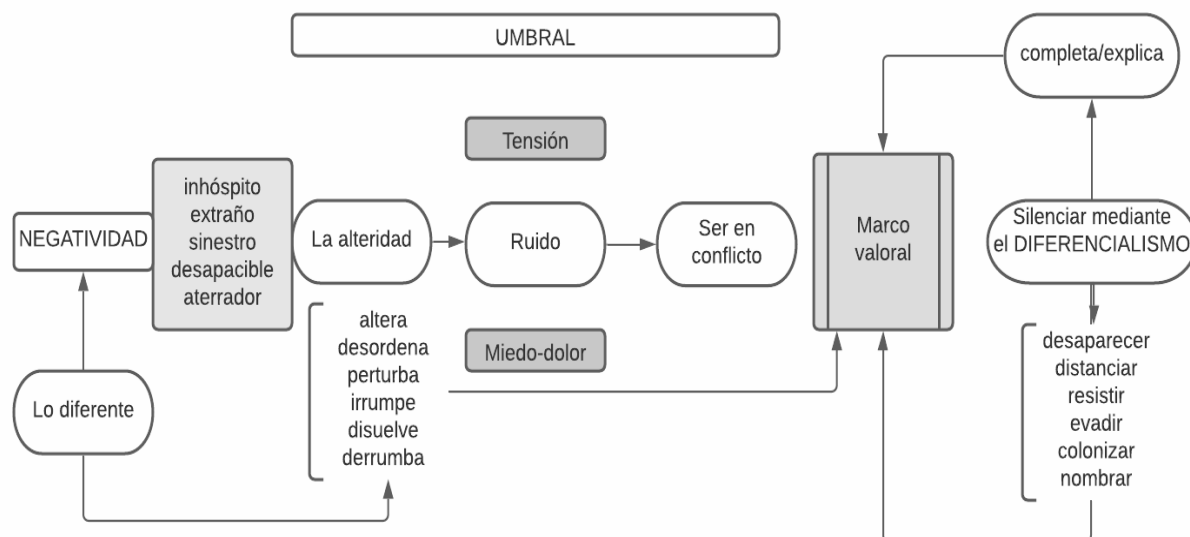 UMBRAL
completa/explica
Tensión
inhóspito
extraño
sinestro
desapacible
aterrador
NEGATIVIDAD
La alteridad
Ruido
Ser en
conflicto
Marco
valoral
Silenciar mediante
el DIFERENCIALISMO
altera
desordena
perturba
irrumpe
disuelve
derrumba
Miedo-dolor
Lo diferente
desaparecer
distanciar
resistir
evadir
colonizar
nombrar